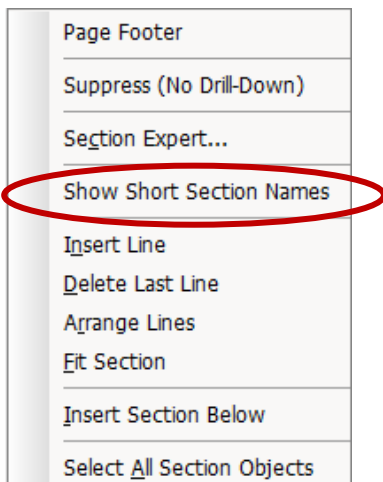 Page Footer
Suppress (No Drill-Down)
Section Expert...
Show Short Section Names
Insert Line
Delete Last Line
Arrange Lines
Fit Section
Insert Section Below
Select All Section Objects